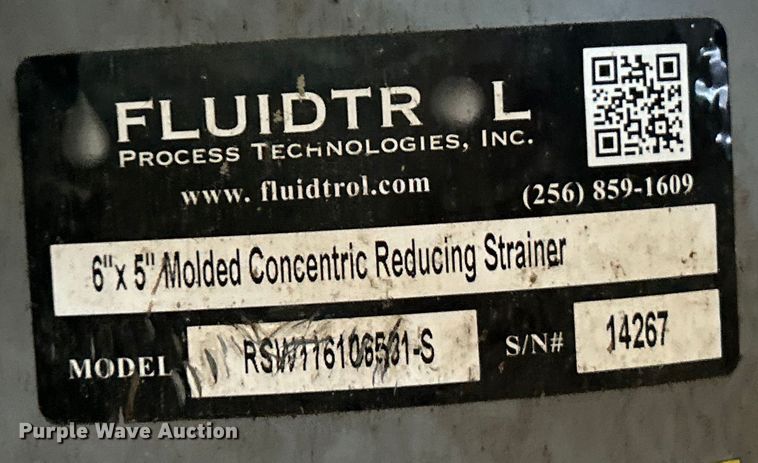 FLUIDTROL
PROCESS TECHNOLOGIES, INC.
www. fluidtrol.com
(256) 859-1609
6"x 5" Molded Concentric Reducing Strainer
MODEL
S/N# 14267
Purple Wave Auction